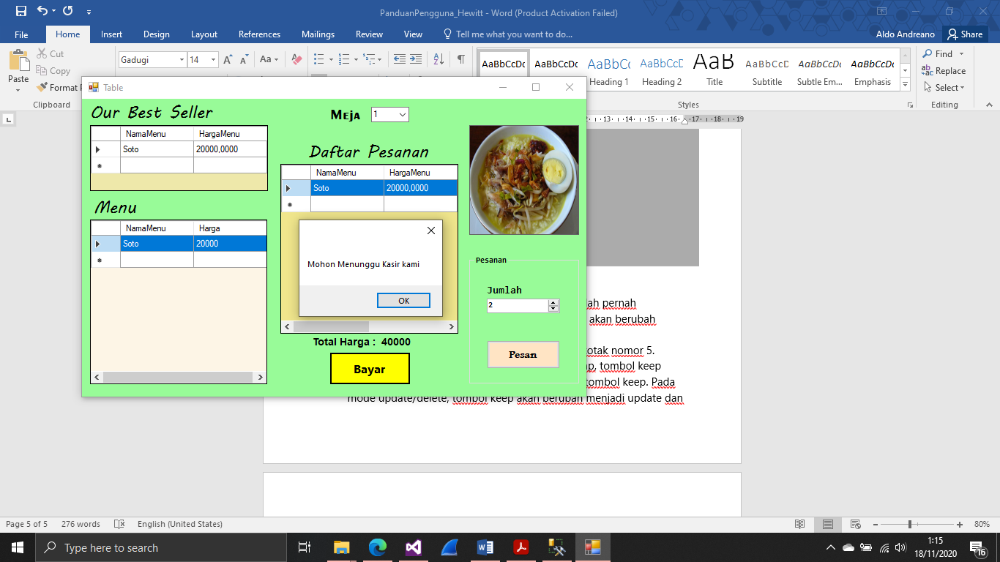 PanduanPengguna_Hewitt - Word (Product Activation Failed)
File Home Insert Design Layout References Mailings Review View Tell me what you want to do... Aldo Andreano Share
Paste
Cut
Copy
Format
Clipboard
Gadugi 14
Aa
AaBbCcDc AaBbCcDc AaBbCc AaBbCcD AaB AaBbCcD AaBbCcDc AaBbCcDc
Heading 1 Heading 2 Title Subtitle Subtle Em... Emphasis
Styles
Find
Replace
Select
Editing
Table
Our Best Seller
NamaMenu HargaMenu
Soto 20000,0000
Menu
NamaMenu Harga
Soto 20000
Meja 1
Daftar Pesanan
NamaMenu HargaMenu
Soto 20000,0000
Mohon Menunggu Kasir kami
OK
Total Harga : 40000
Bayar
Pesanan
Jumlah
2
Pesan
13 14 15 16 17 18 19
pernah
akan berubah
otak nomor 5.
tombol keep
tombol keep. Pada
mode update/delete, tombol keep akan berubah menjadi update dan
Page 5 of 5 276 words English (United States) 80%
Type here to search
1:15
18/11/2020
16